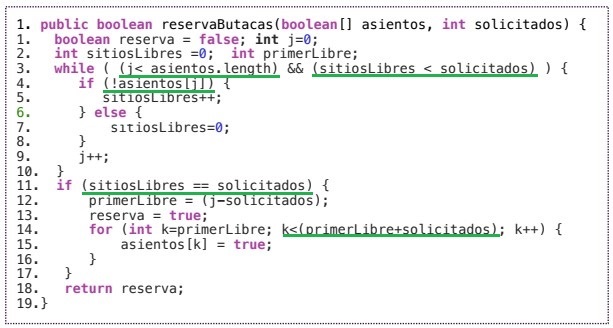 1. public boolean reservaButacas(boolean[] asientos, int solicitados) {
1. boolean reserva = false; int j=0;
2. int sitiosLibres =0; int primerLibre;
3. while ( (j< asientos.length) && (sitiosLibres < solicitados) ) {
4. if (!asientos[j]) {
5. sitiosLibres++;
6. } else {
7. sitiosLibres=0;
8. }
9. j++;
10. }
11. if (sitiosLibres == solicitados) {
12. primerLibre = (j-solicitados);
13. reserva = true;
14. for (int k=primerLibre; k<(primerLibre+solicitados); k++) {
15. asientos[k] = true;
16. }
17. }
18. return reserva;
19.}